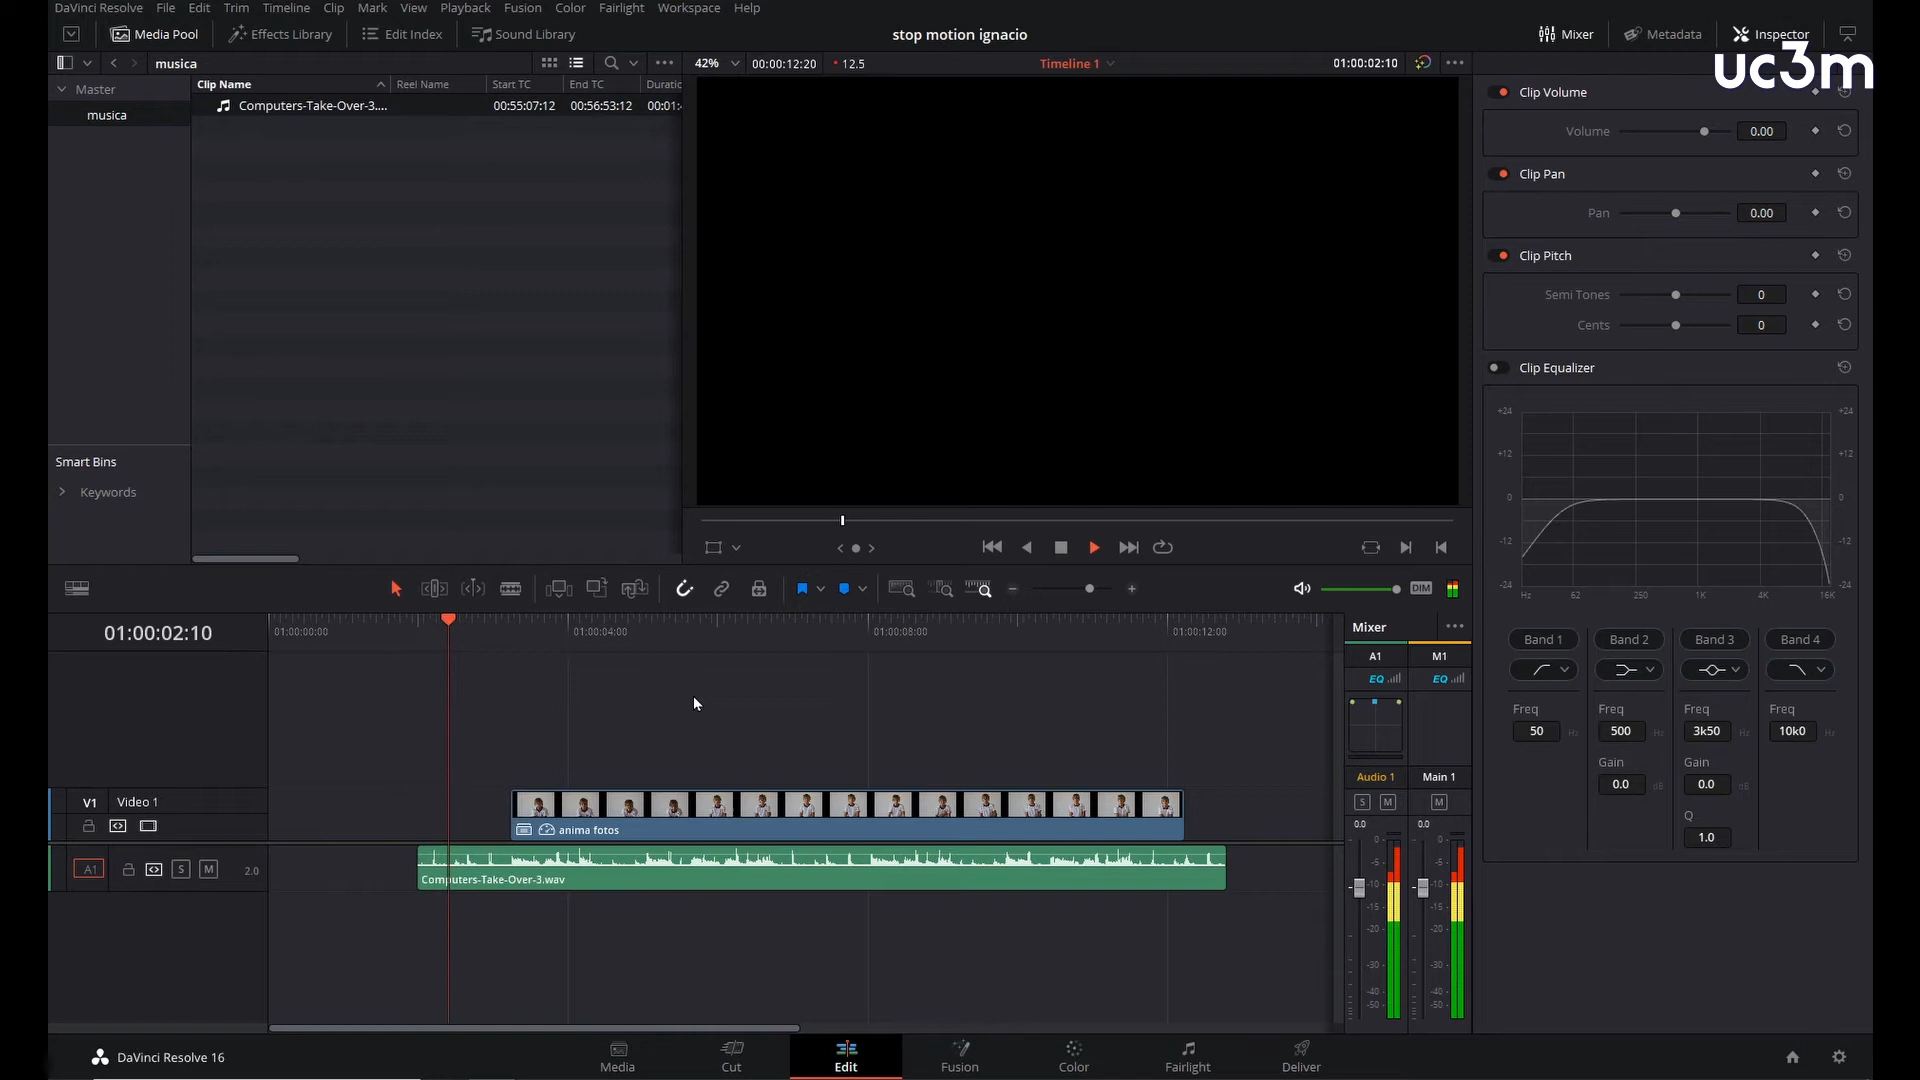 DaVinci Resolve File Edit Trim Timeline Clip Mark View Playback Fusion Color Fairlight Workspace Help
Media Pool Effects Library Edit Index Sound Library stop motion ignacio Mixer Metadata Inspector
uc3m
musica 42% 00:00:12:20 12.5 Timeline 1 01:00:02:10
Clip Name Reel Name Start TC End TC Duratic
Master
musica
Computers-Take-Over-3.... 00:55:07:12 00:56:53:12 00:01:
Smart Bins
Keywords
Clip Volume
Volume 0.00
Clip Pan
Pan 0.00
Clip Pitch
Semi Tones 0
Cents 0
Clip Equalizer
+24 +24
+12 +12
0 0
-12 -12
-24 -24
Hz 62 250 1K 4K 16K
Band 1 Band 2 Band 3 Band 4
Freq Freq Freq Freq
50 Hz 500 Hz 3k50 Hz 10k0 Hz
Gain Gain
0.0 dB 0.0 dB
Q
1.0
DIM
01:00:02:10
01:00:00:00 01:00:04:00 01:00:08:00 01:00:12:00
V1 Video 1
anima fotos
A1 S M 2.0
Computers-Take-Over-3.wav
Mixer
A1 M1
EQ EQ
Audio 1 Main 1
S M M
0.0 0.0
0 0
-5 -5
-10 -10
-15 -15
-20 -20
-30 -30
-40 -40
-50 -50
DaVinci Resolve 16
Media Cut Edit Fusion Color Fairlight Deliver